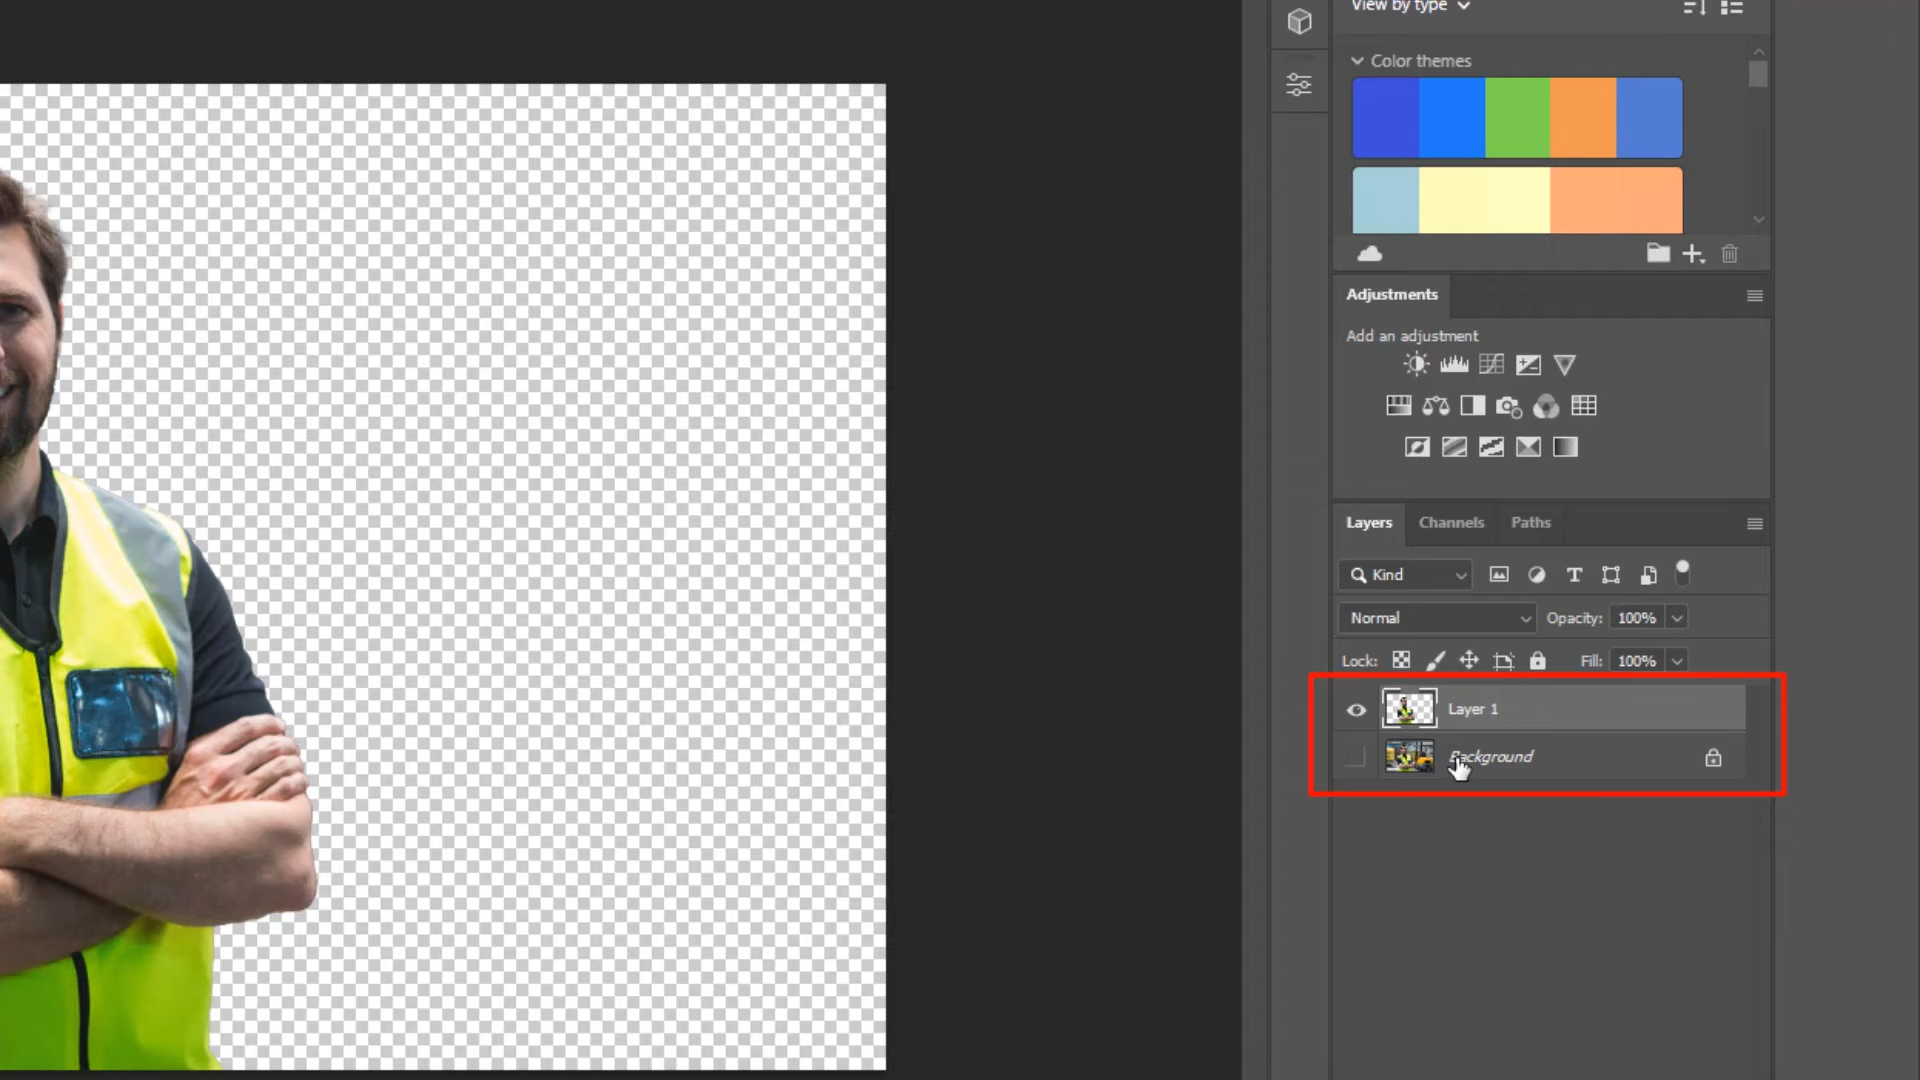 View by type
Color themes
Adjustments
Add an adjustment
Layers Channels Paths
Kind
Normal Opacity: 100%
Lock: Fill: 100%
Layer 1
Background